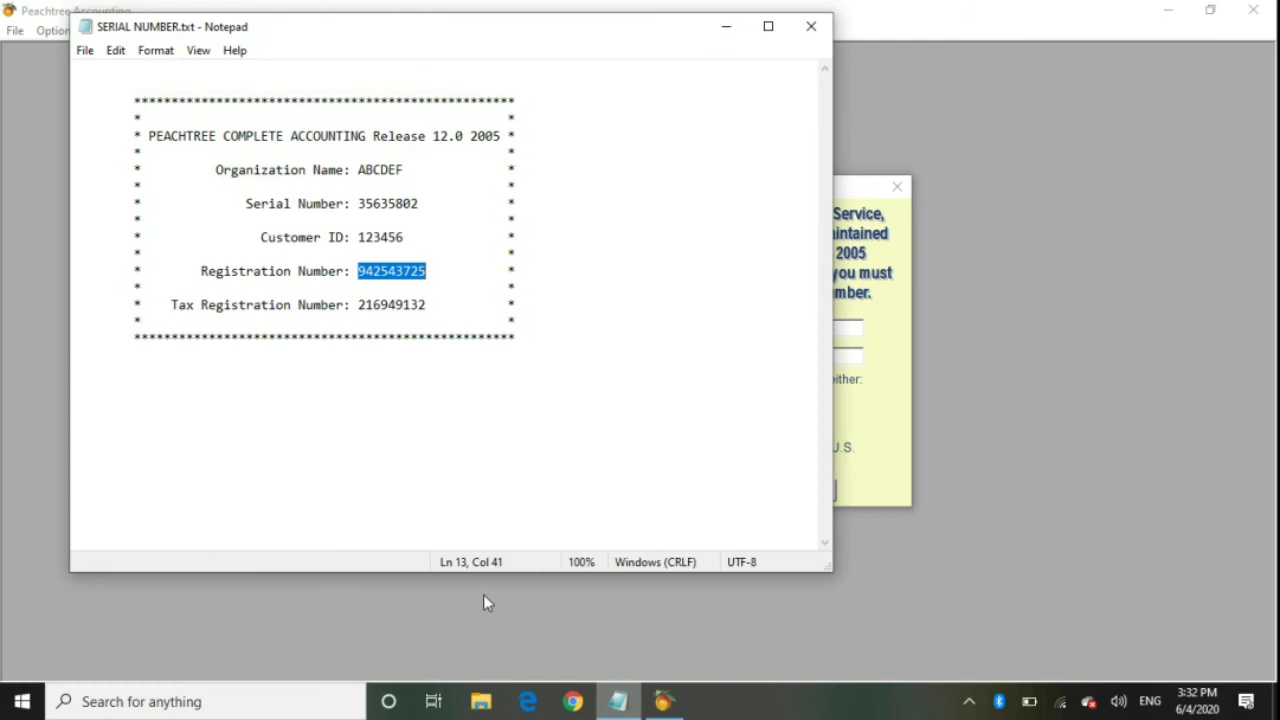 Peachtree Accounting
File Option
SERIAL NUMBER.txt - Notepad
File Edit Format View Help
***************************************************
* *
* PEACHTREE COMPLETE ACCOUNTING Release 12.0 2005 *
* *
* Organization Name: ABCDEF *
* *
* Serial Number: 35635802 *
* *
* Customer ID: 123456 *
* *
* Registration Number: 942543725 *
* *
* Tax Registration Number: 216949132 *
* *
***************************************************
Service,
aintained
2005
you must
mber.
either:
U.S.
Ln 13, Col 41 100% Windows (CRLF) UTF-8
Search for anything
ENG
3:32 PM
6/4/2020